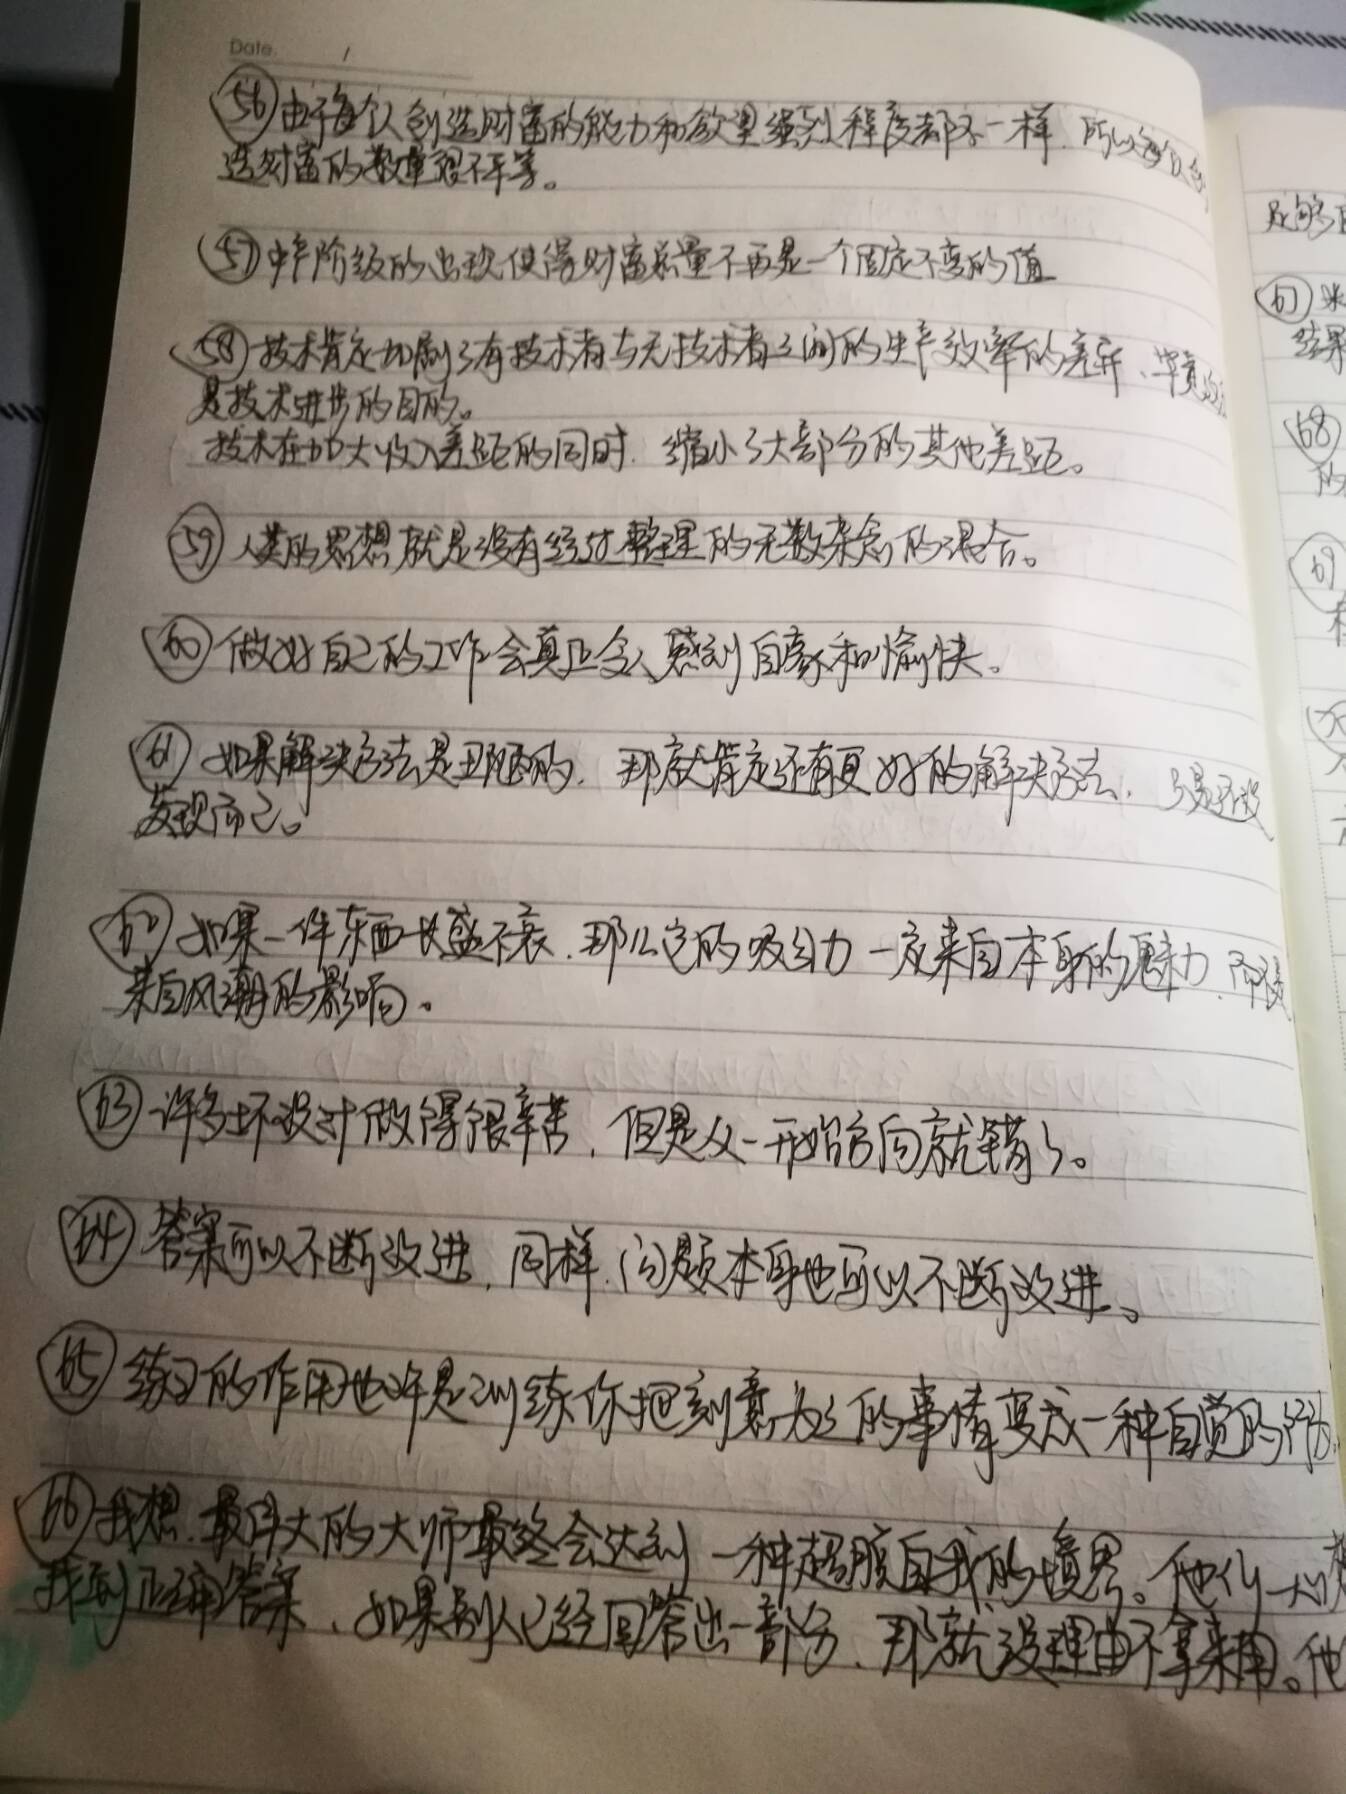 Date. /
56 由于每个人创造财富的能力和欲望强烈程度都不一样,所以每个人创
造财富的数量很不平等。
57 中产阶级的出现使得财富总量不再是一个固定不变的值
58 技术肯定加剧了有技术者与无技术者之间的生产效率的差异,毕竟这
是技术进步的目的。
技术在加大收入差距的同时,缩小了大部分的其他差距。
59 人类的思想就是没有经过整理的无数杂念的混合。
60 做好自己的工作会真正令人感到自豪和愉快。
61 如果解决方法是丑陋的,那就肯定还有更好的解决方法,只是还没
发现而已。
62 如果一件东西长盛不衰,那么它的吸引力一定来自本身的魅力,而不是
来自风潮的影响。
63 许多坏设计做得很辛苦,但是从一开始方向就错了。
64 答案可以不断改进,同样,问题本身也可以不断改进。
65 练习的作用也许是训练你把刻意为之的事情变成一种自觉的行为。
66 我想,最伟大的大师最终会达到一种超脱自我的境界。他们一心想
找到正确答案,如果别人已经回答出一部分,那就没理由不拿来用。他
足够
67
结果
68
的
69